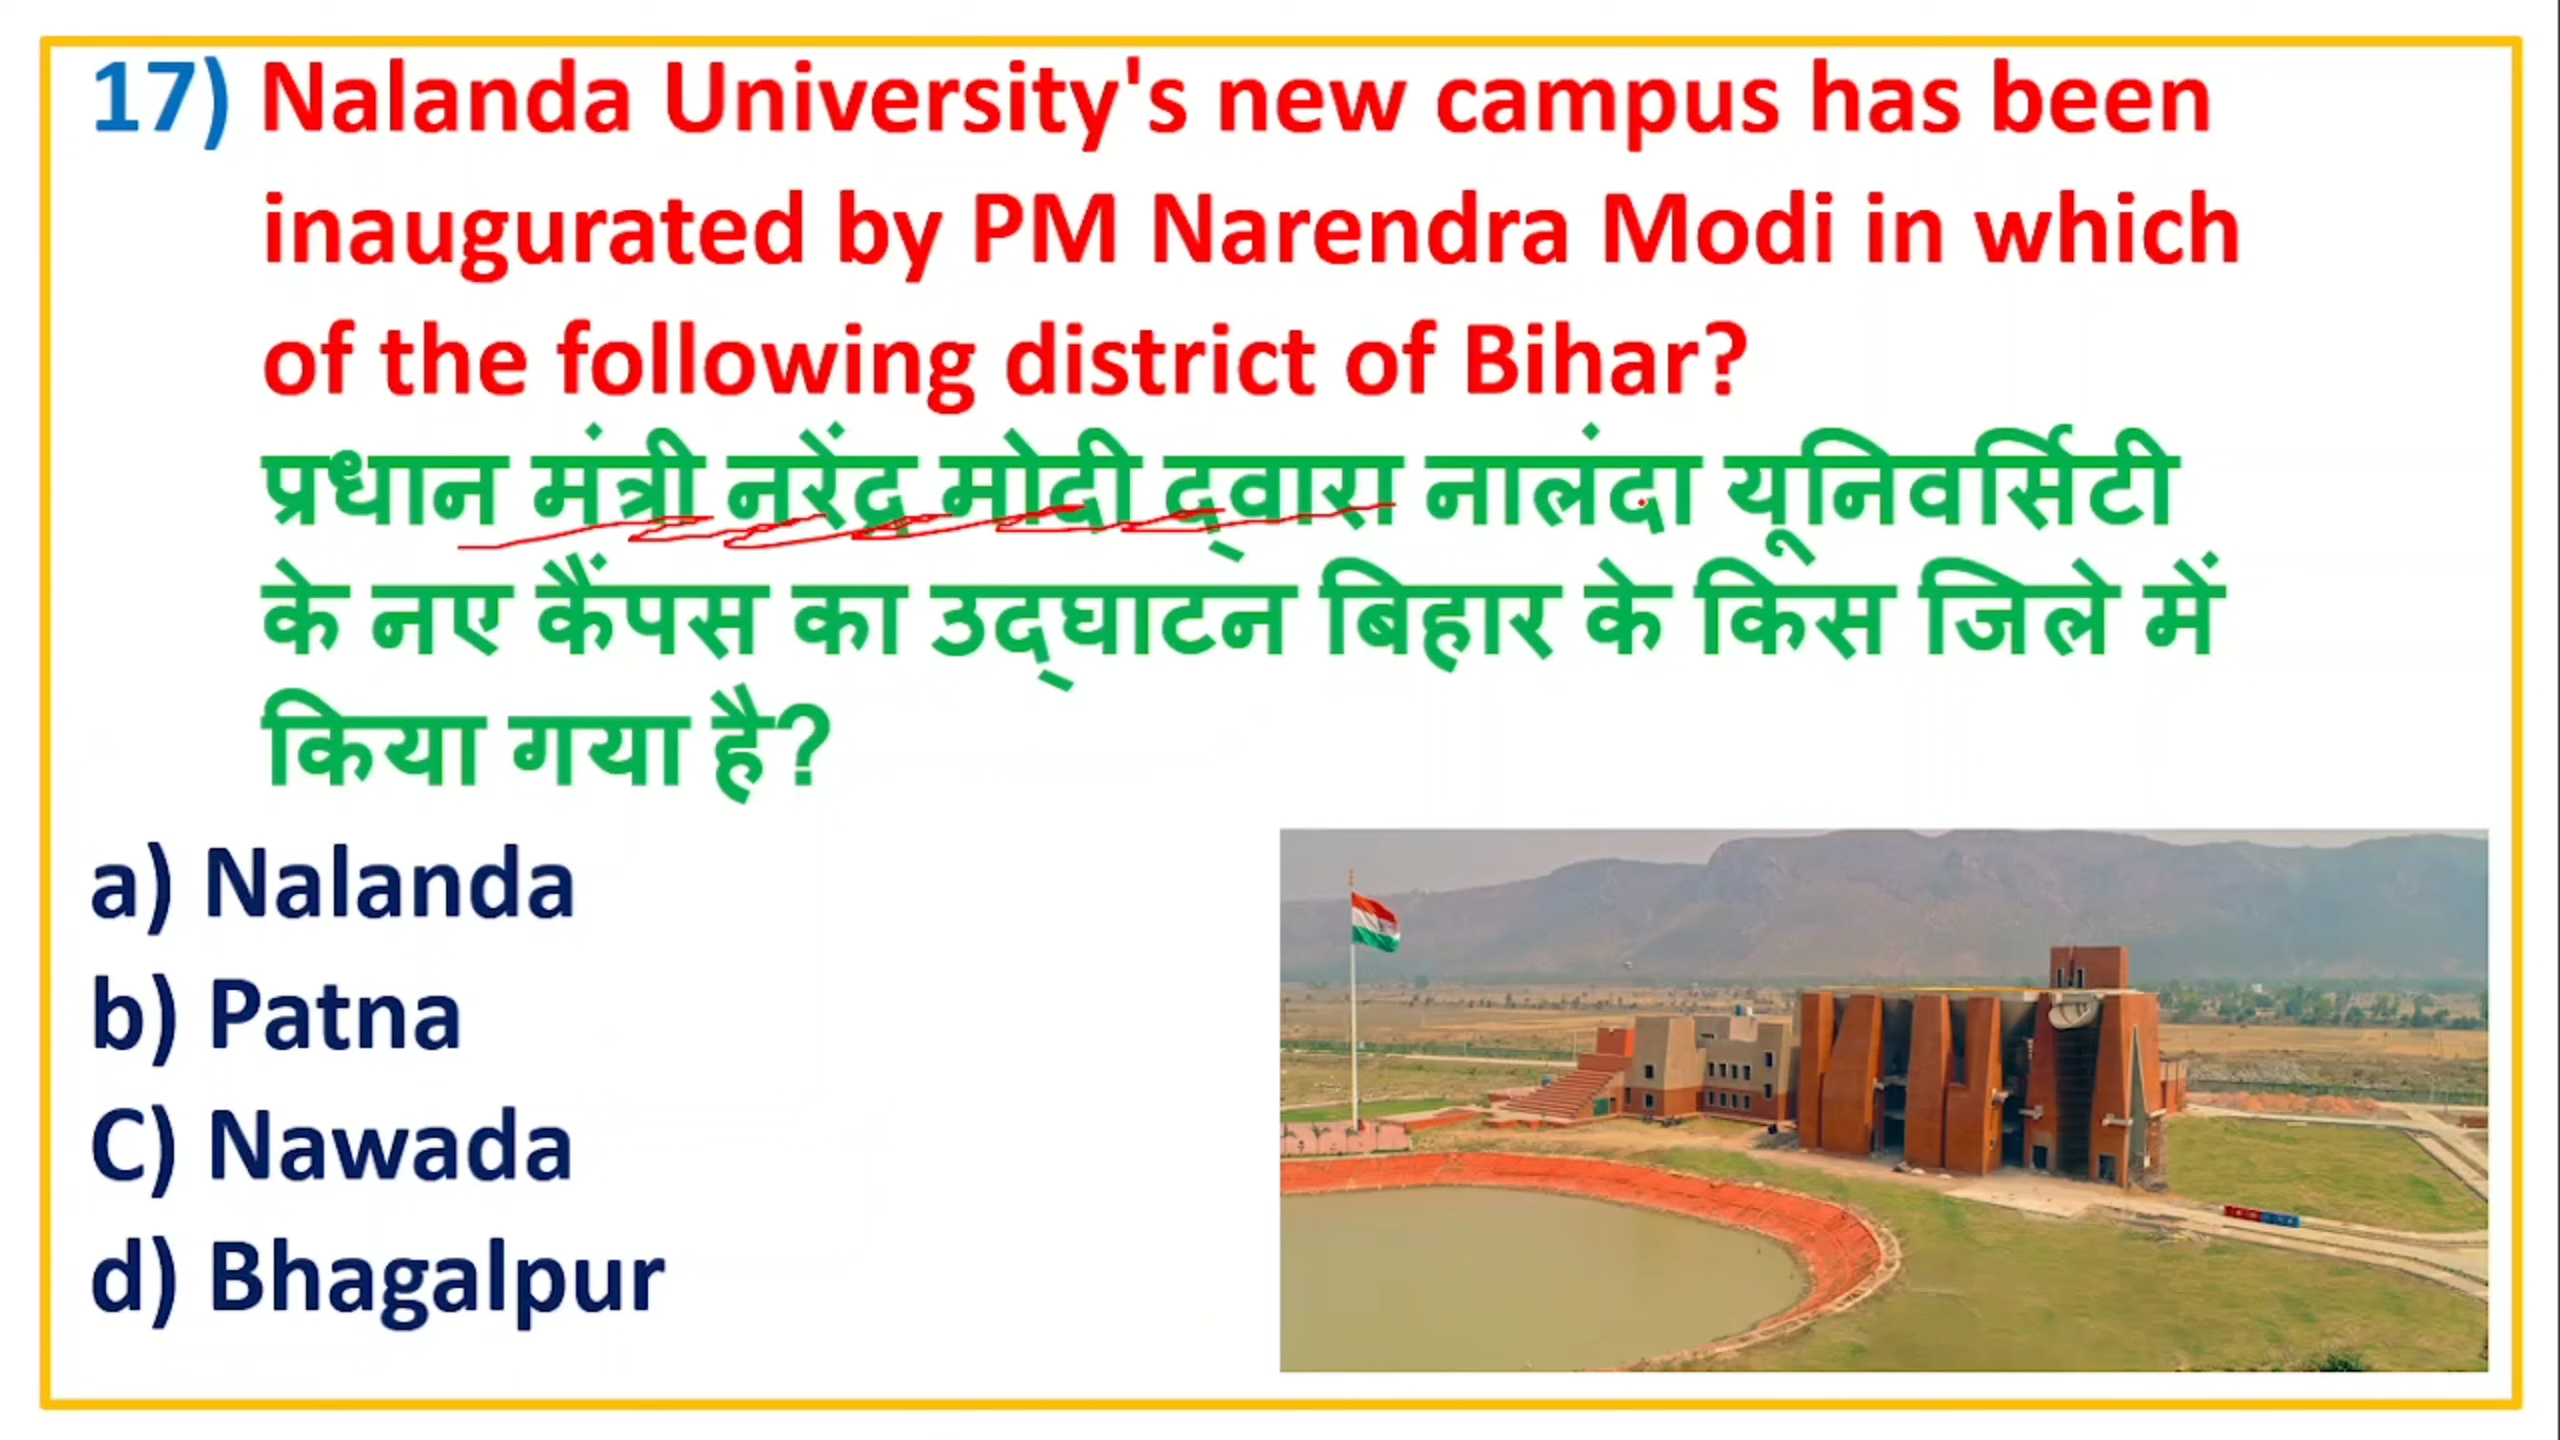 17) Nalanda University's new campus has been
inaugurated by PM Narendra Modi in which
of the following district of Bihar?
प्रधान मंत्री नरेंद्र मोदी द्वारा नालंदा यूनिवर्सिटी
के नए कैंपस का उद्घाटन बिहार के किस जिले में
किया गया है?
a) Nalanda
b) Patna
C) Nawada
d) Bhagalpur